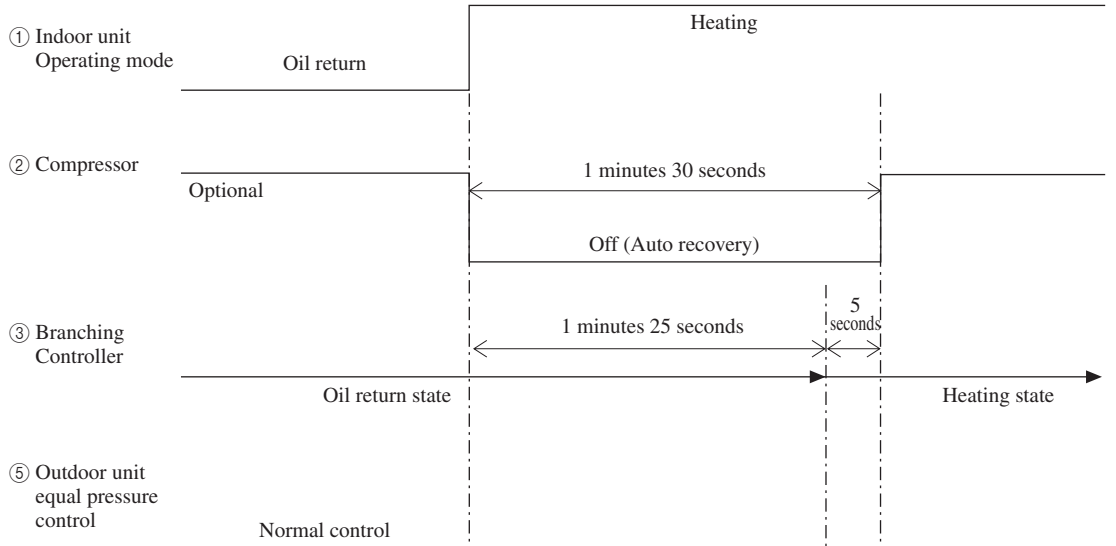 ① Indoor unit
Operating mode
Oil return
Heating
② Compressor
Optional
1 minutes 30 seconds
Off (Auto recovery)
③ Branching
Controller
1 minutes 25 seconds
5
seconds
Oil return state
Heating state
⑤ Outdoor unit
equal pressure
control
Normal control